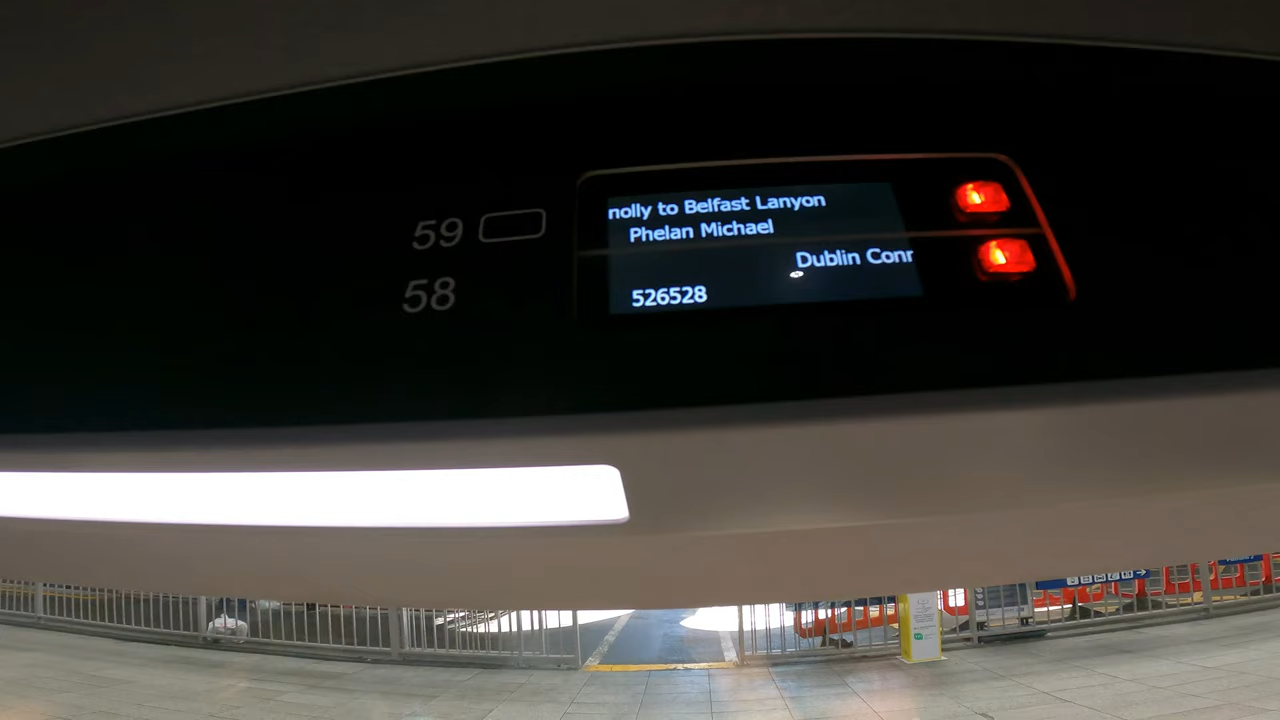 59
nolly to Belfast Lanyon
Phelan Michael
58
Dublin Conr
526528